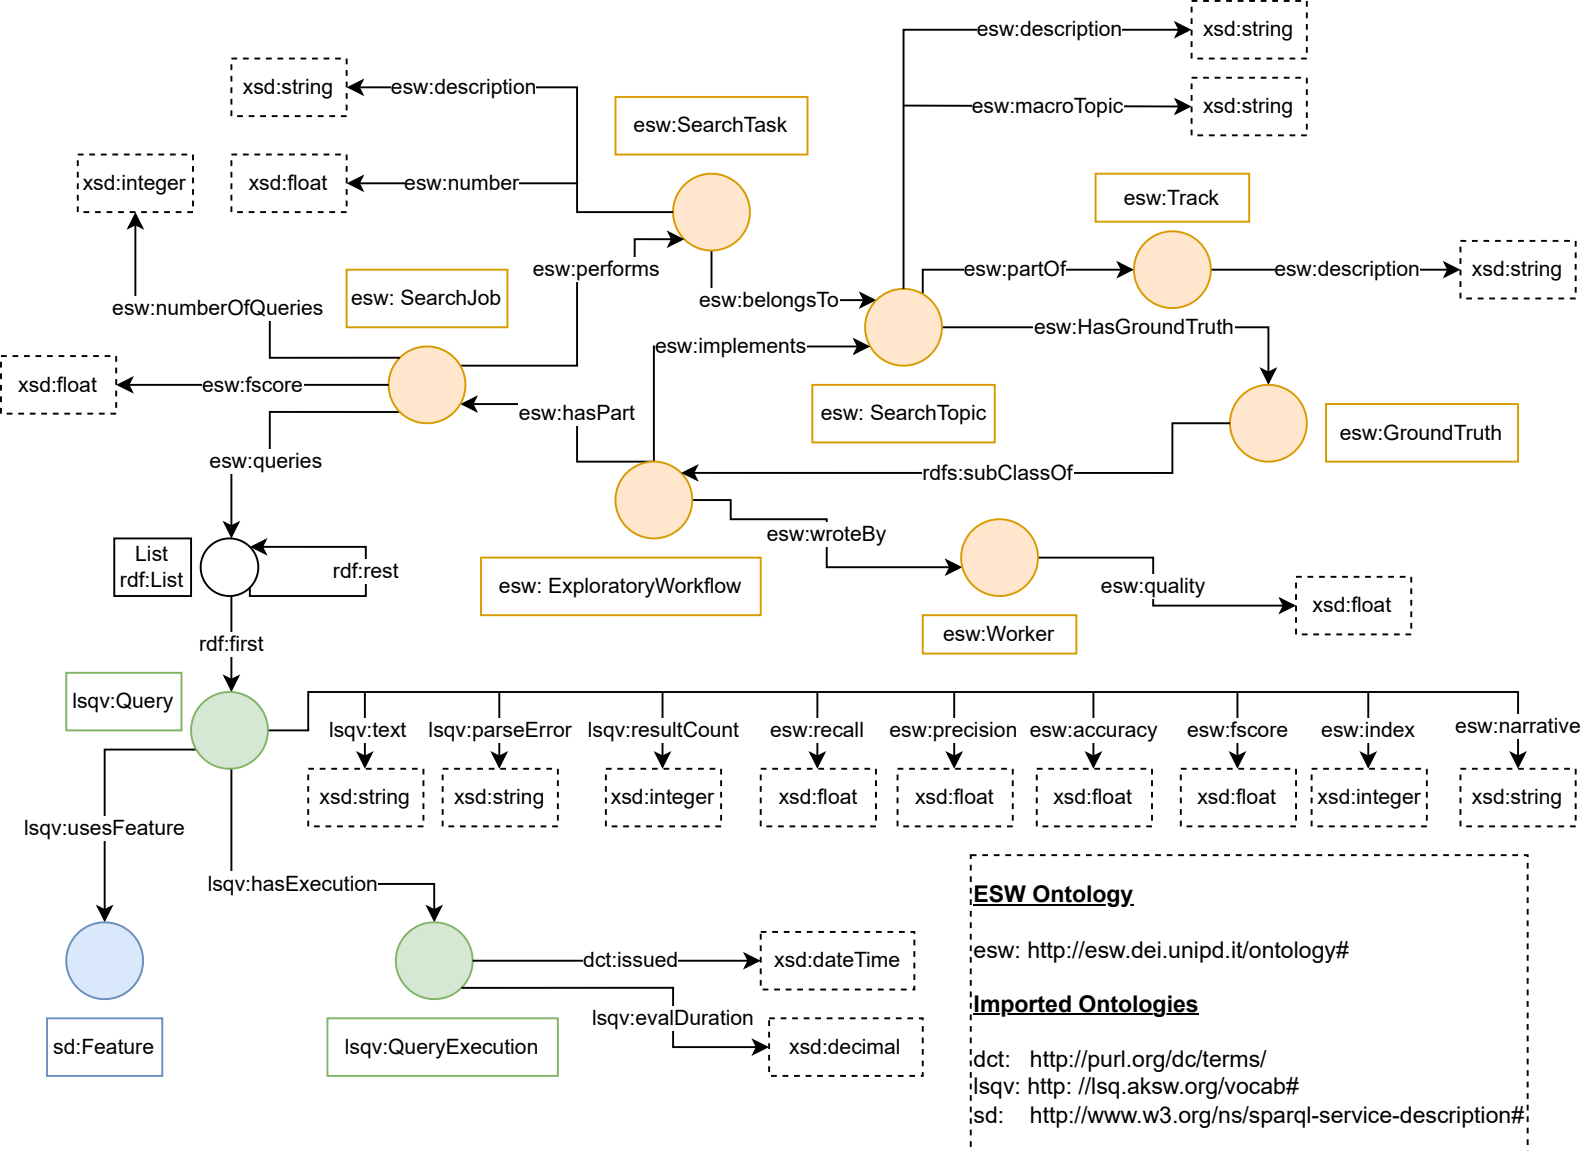 esw:description
xsd:string
xsd:string
esw:description
esw:macroTopic
xsd:string
esw:SearchTask
xsd:integer
xsd:float
esw:number
esw:Track
esw:performs
esw:partOf
esw:description
xsd:string
esw: SearchJob
esw:belongsTo
esw:numberOfQueries
esw:HasGroundTruth
esw:implements
xsd:float
esw:fscore
esw:hasPart
esw: SearchTopic
esw:GroundTruth
esw:queries
rdfs:subClassOf
esw:wroteBy
List
rdf:List
rdf:rest
esw: ExploratoryWorkflow
esw:quality
xsd:float
esw:Worker
rdf:first
lsqv:Query
lsqv:text
lsqv:parseError
lsqv:resultCount
esw:recall
esw:precision
esw:accuracy
esw:fscore
esw:index
esw:narrative
xsd:string
xsd:string
xsd:integer
xsd:float
xsd:float
xsd:float
xsd:float
xsd:integer
xsd:string
lsqv:usesFeature
lsqv:hasExecution
dct:issued
xsd:dateTime
lsqv:evalDuration
xsd:decimal
sd:Feature
lsqv:QueryExecution
ESW Ontology
esw: http://esw.dei.unipd.it/ontology#
Imported Ontologies
dct: http://purl.org/dc/terms/
lsqv: http: //lsq.aksw.org/vocab#
sd: http://www.w3.org/ns/sparql-service-description#